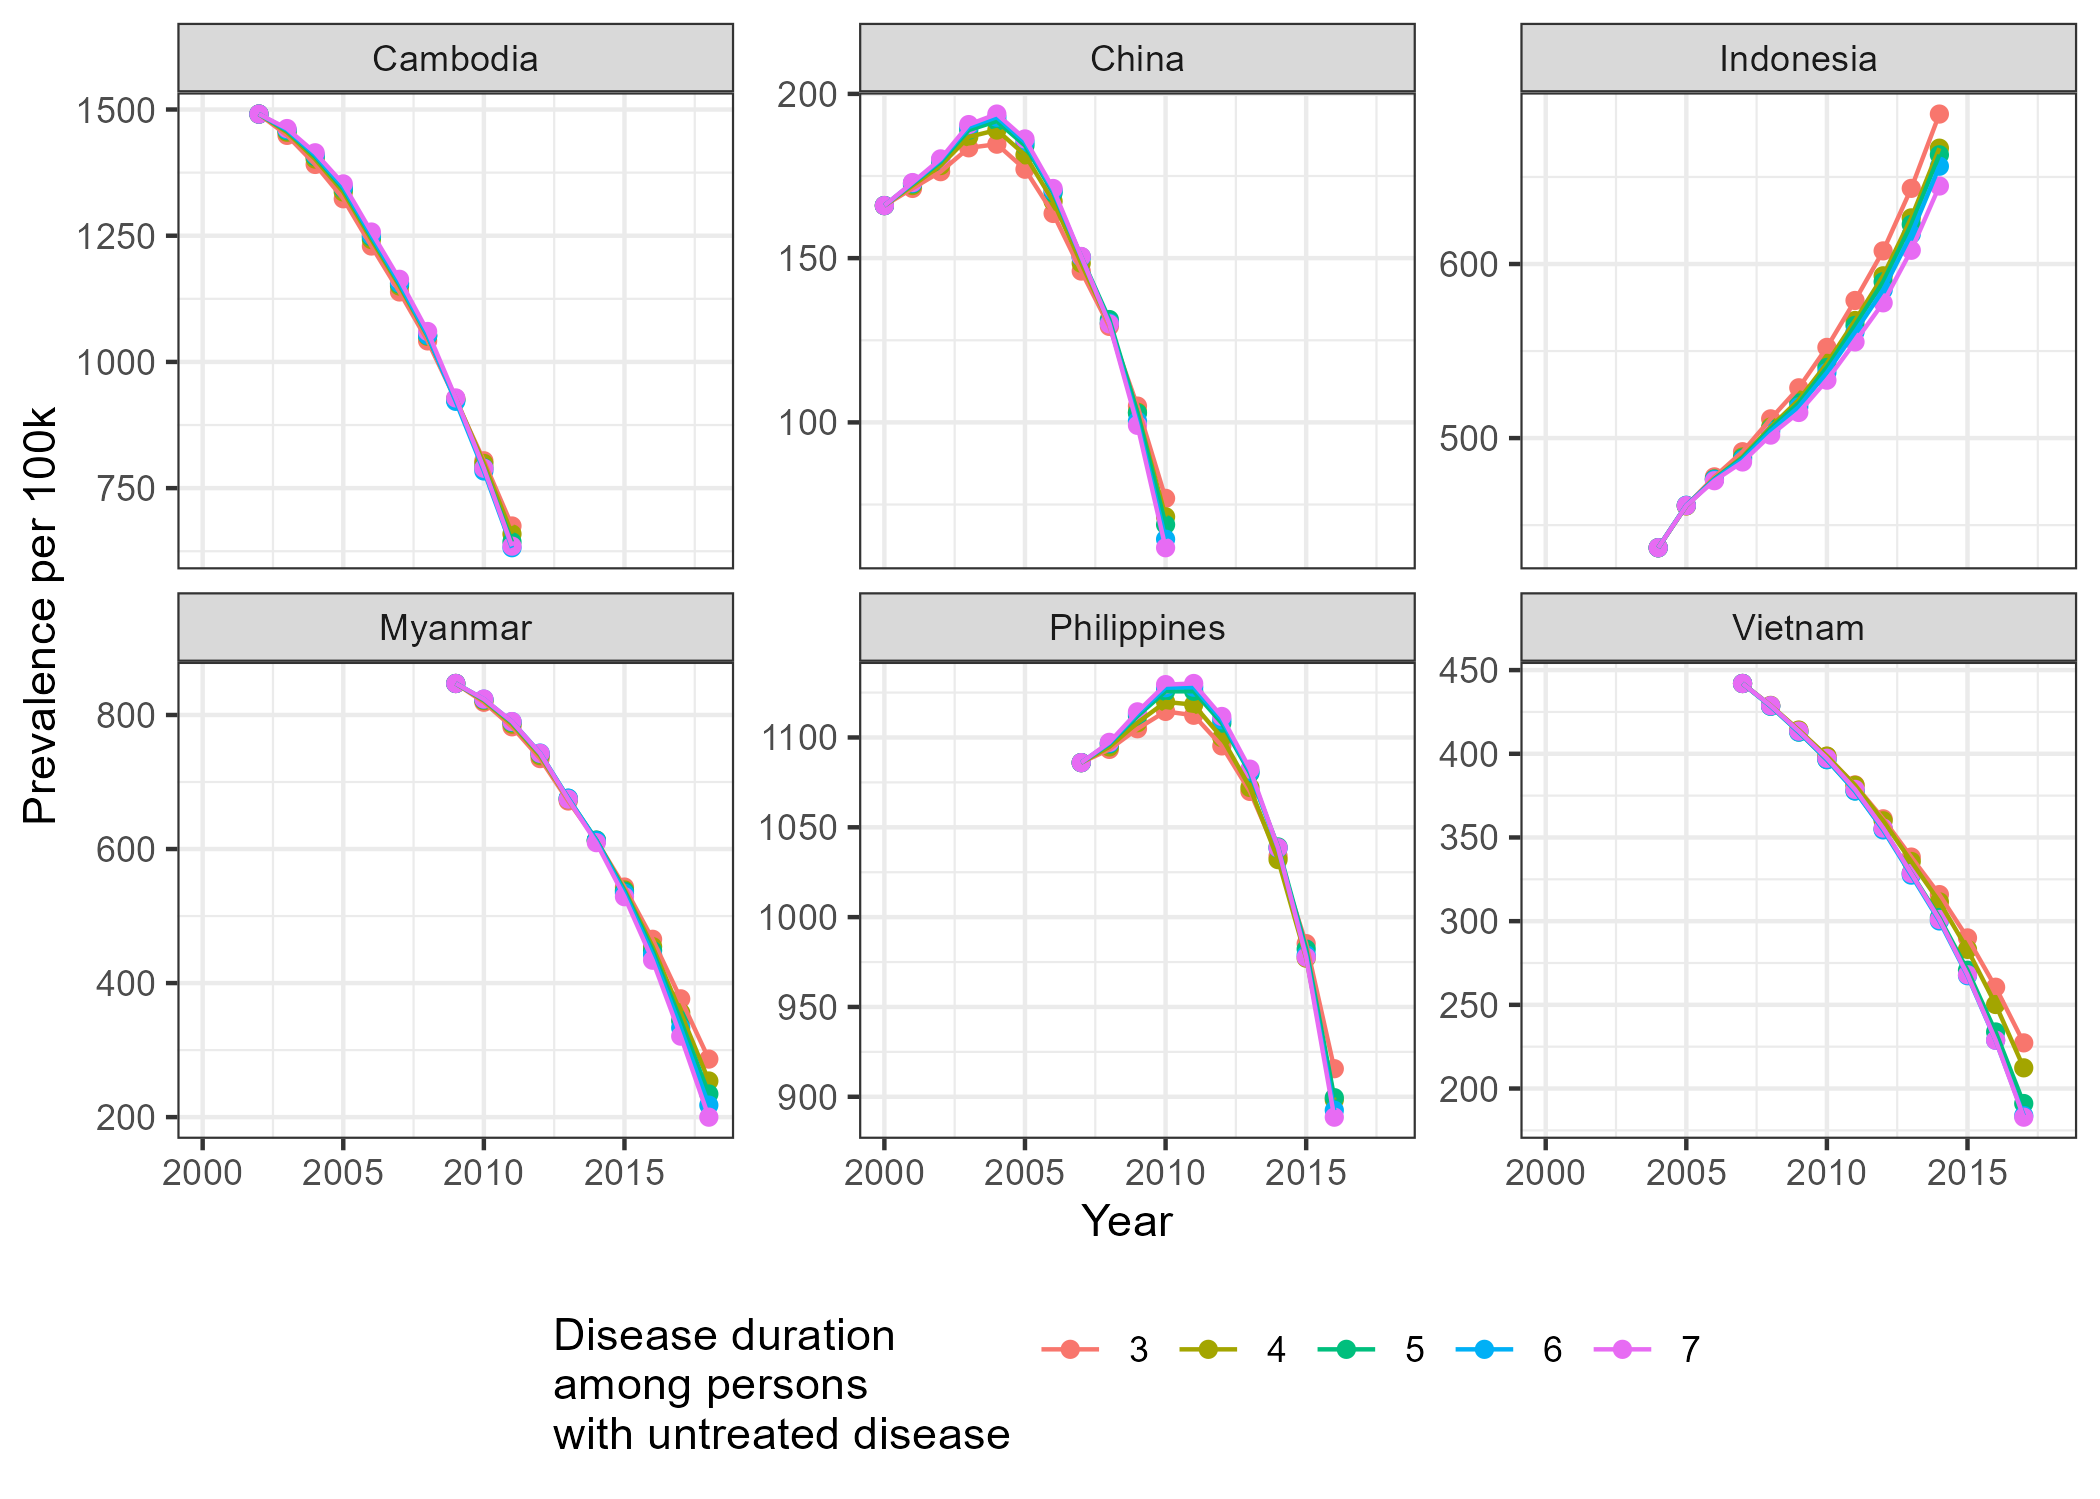 Cambodia
China
Indonesia
1500
1250
1000
750
200
150
100
600
500
Myanmar
Philippines
Vietnam
800
600
400
200
1100
1050
1000
950
900
450
400
350
300
250
200
2000 2005 2010 2015
2000 2005 2010 2015
2000 2005 2010 2015
Prevalence per 100k
Year
Disease duration
among persons
with untreated disease
3 4 5 6 7